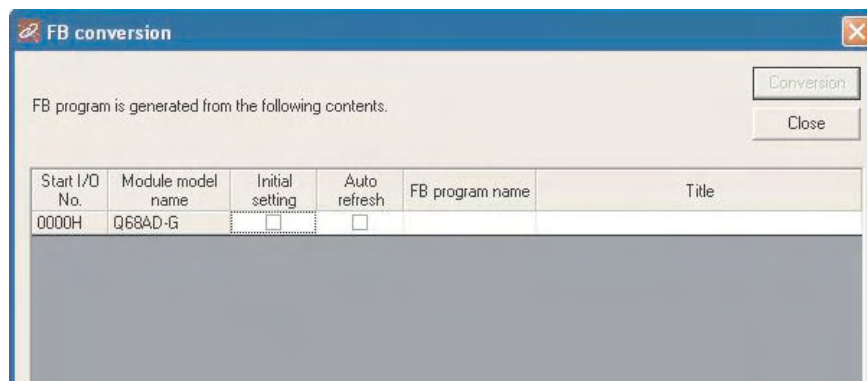 FB conversion
Conversion
FB program is generated from the following contents.
Close
Start I/O No. Module model name Initial setting Auto refresh FB program name Title
0000H Q68AD-G